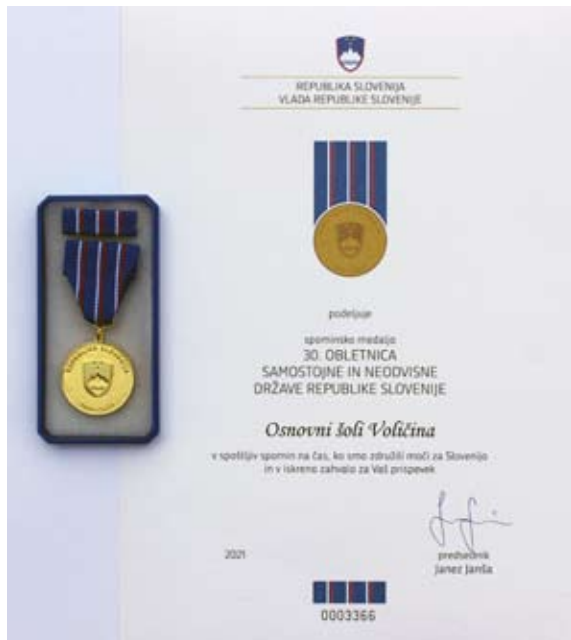 REPUBLIKA SLOVENIJA
VLADA REPUBLIKE SLOVENIJE
podeljuje
spominsko medaljo
30. OBLETNICA
SAMOSTOJNE IN NEODVISNE
DRŽAVE REPUBLIKE SLOVENIJE
Osnovni šoli Voličina
v spoštljiv spomin na čas, ko smo združili moči za Slovenijo
in v iskreno zahvalo za Vaš prispevek
2021
predsednik
Janez Janša
0003366
REPUBLIKA SLOVENIJA